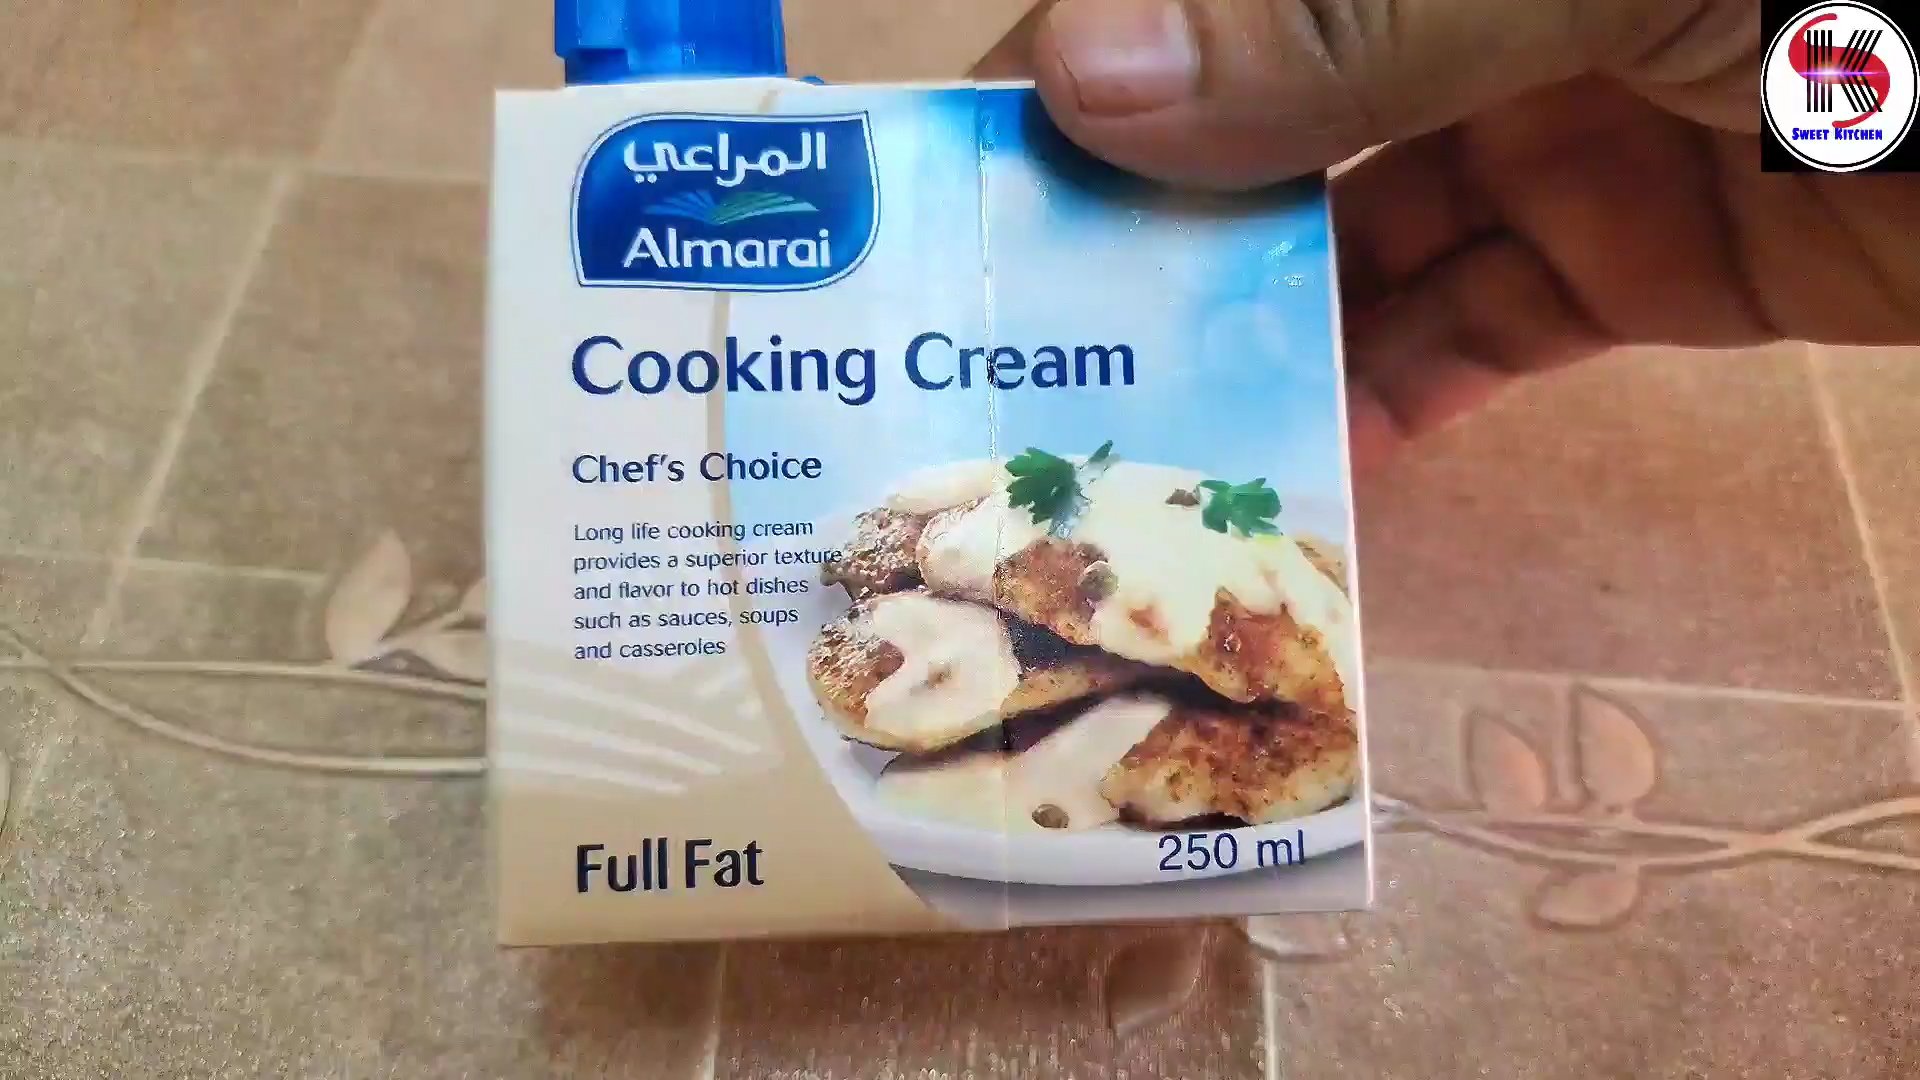 المراعي
Almarai
Cooking Cream
Chef's Choice
Long life cooking cream
provides a superior texture
and flavor to hot dishes
such as sauces, soups
and casseroles
Full Fat
250 ml
SK
SWEET KITCHEN